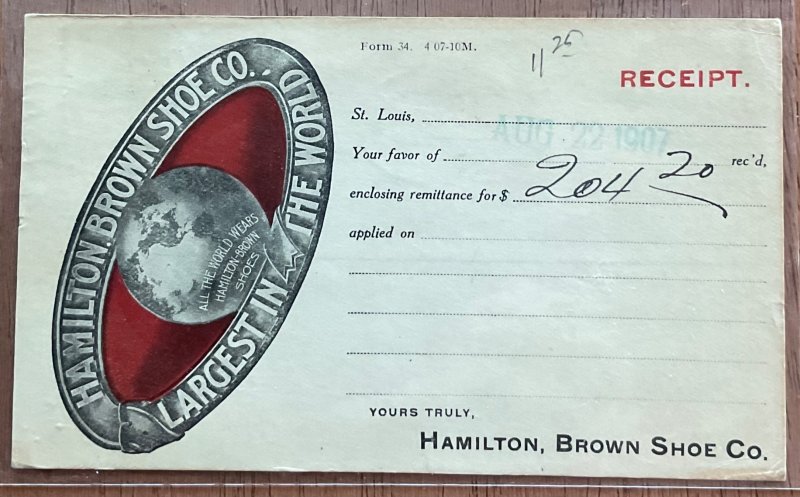 Form 34. 4 07-10M.
11 25
RECEIPT.
St. Louis, AUG 22 1907
Your favor of rec'd,
enclosing remittance for $ 204 20
applied on
YOURS TRULY,
HAMILTON, BROWN SHOE CO.
HAMILTON, BROWN SHOE CO.
LARGEST IN THE WORLD
ALL THE WORLD WEARS
HAMILTON-BROWN
SHOES